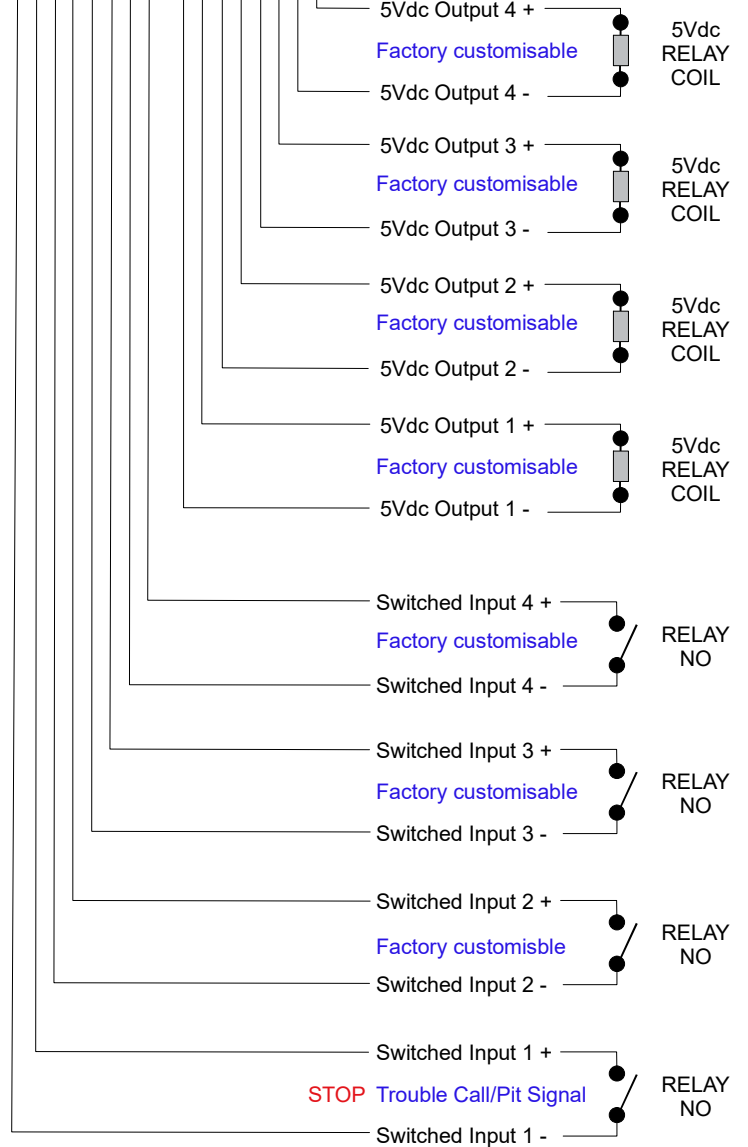 5Vdc Output 4 +
Factory customisable
5Vdc Output 4 -
5Vdc
RELAY
COIL
5Vdc Output 3 +
Factory customisable
5Vdc Output 3 -
5Vdc
RELAY
COIL
5Vdc Output 2 +
Factory customisable
5Vdc Output 2 -
5Vdc
RELAY
COIL
5Vdc Output 1 +
Factory customisable
5Vdc Output 1 -
5Vdc
RELAY
COIL
Switched Input 4 +
Factory customisable
Switched Input 4 -
RELAY
NO
Switched Input 3 +
Factory customisable
Switched Input 3 -
RELAY
NO
Switched Input 2 +
Factory customisble
Switched Input 2 -
RELAY
NO
Switched Input 1 +
STOP Trouble Call/Pit Signal
Switched Input 1 -
RELAY
NO